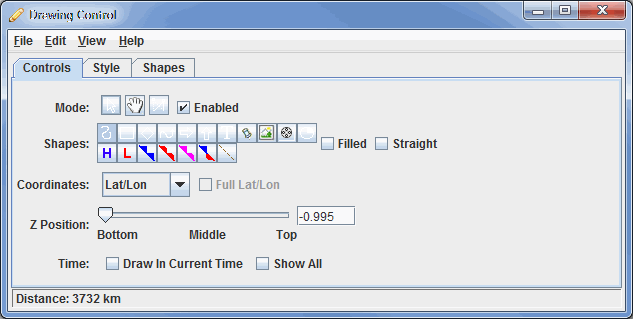 Drawing Control
File Edit View Help
Controls Style Shapes
Mode: Enabled
Shapes: Filled Straight
H L
Coordinates: Lat/Lon Full Lat/Lon
Z Position: -0.995
Bottom Middle Top
Time: Draw In Current Time Show All
Distance: 3732 km